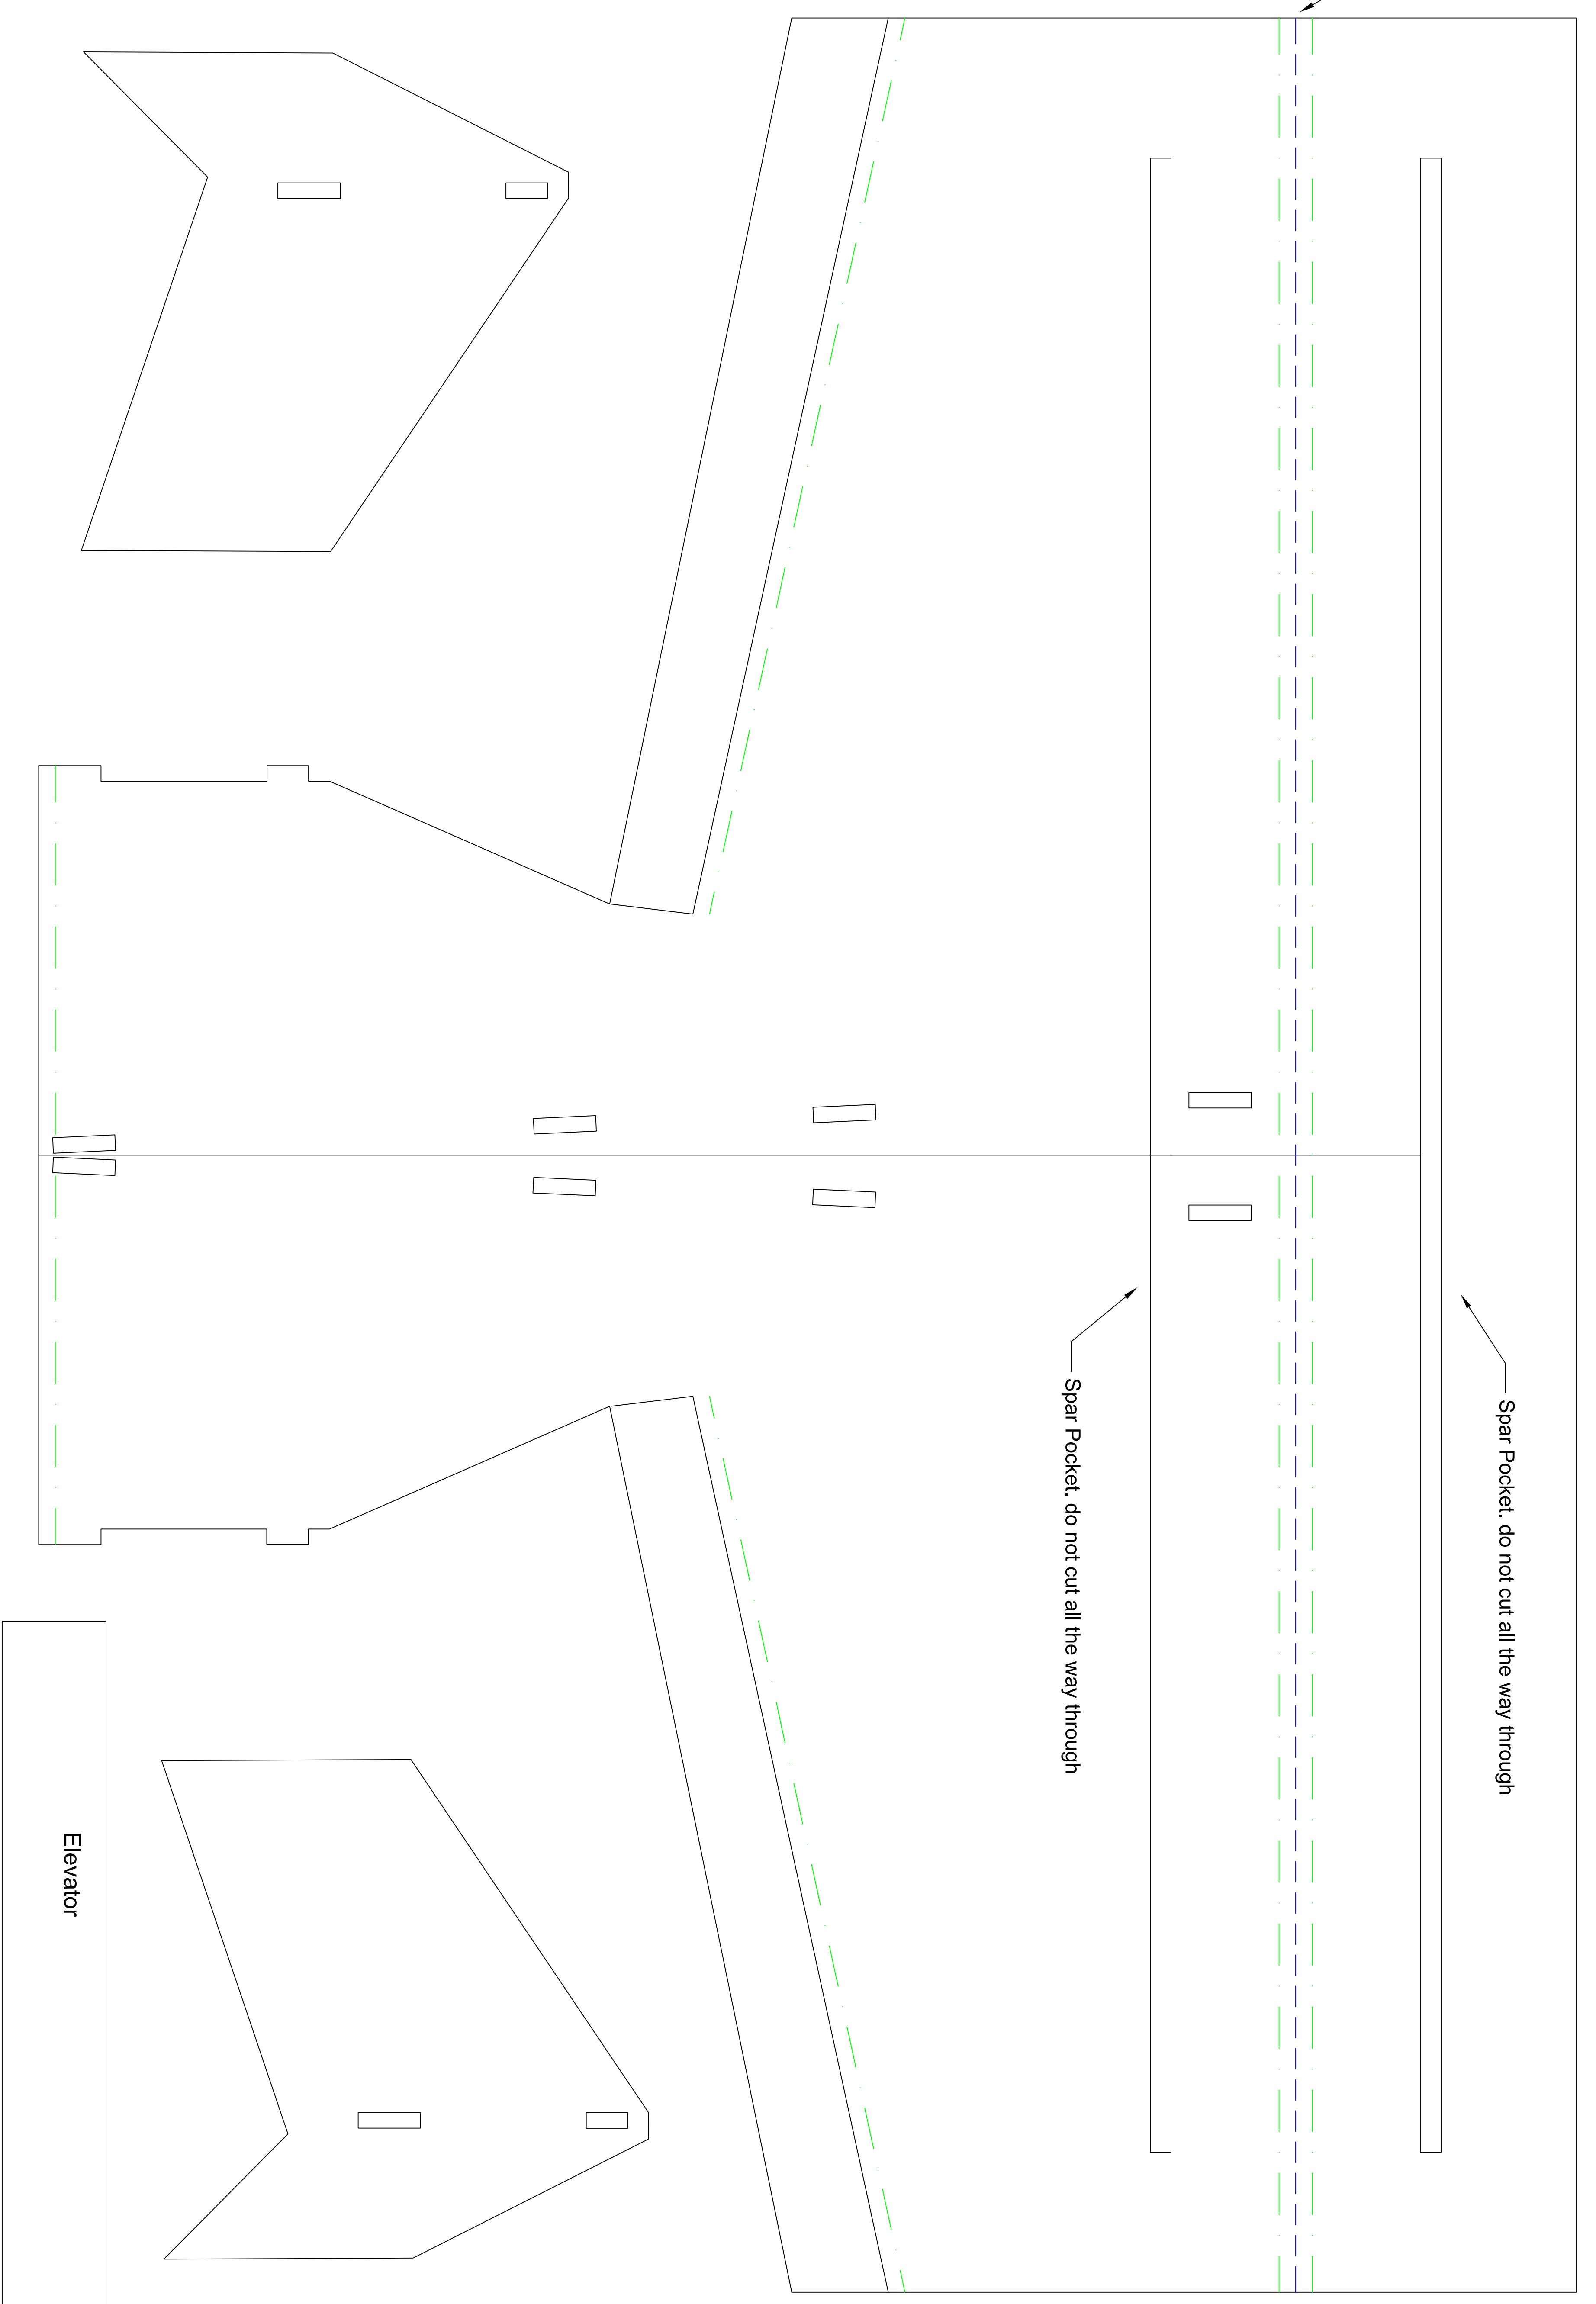 Spar Pocket. do not cut all the way through
Spar Pocket. do not cut all the way through
Elevator